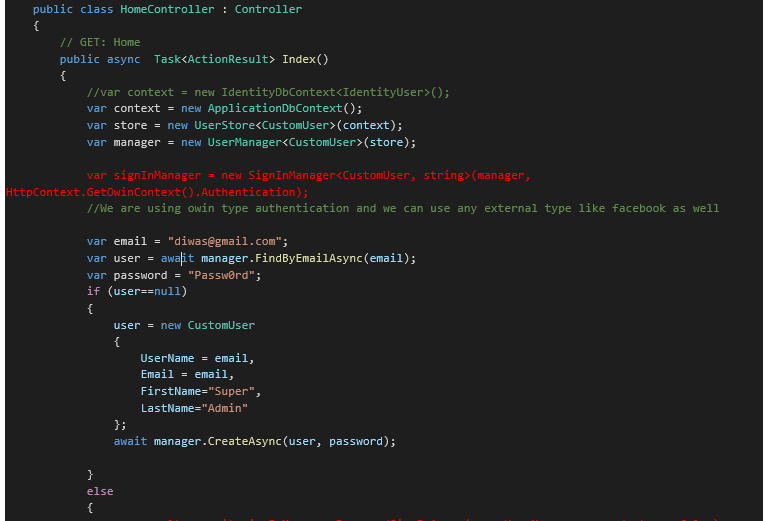 public class HomeController : Controller
{
// GET: Home
public async  Task<ActionResult> Index()
{
//var context = new IdentityDbContext<IdentityUser>();
var context = new ApplicationDbContext();
var store = new UserStore<CustomUser>(context);
var manager = new UserManager<CustomUser>(store);
var signInManager = new SignInManager<CustomUser, string>(manager,
HttpContext.GetOwinContext().Authentication);
//We are using owin type authentication and we can use any external type like facebook as well
var email = "diwas@gmail.com";
var user = await manager.FindByEmailAsync(email);
var password = "Passw0rd";
if (user==null)
{
user = new CustomUser
{
UserName = email,
Email = email,
FirstName="Super",
LastName="Admin"
};
await manager.CreateAsync(user, password);
}
else
{